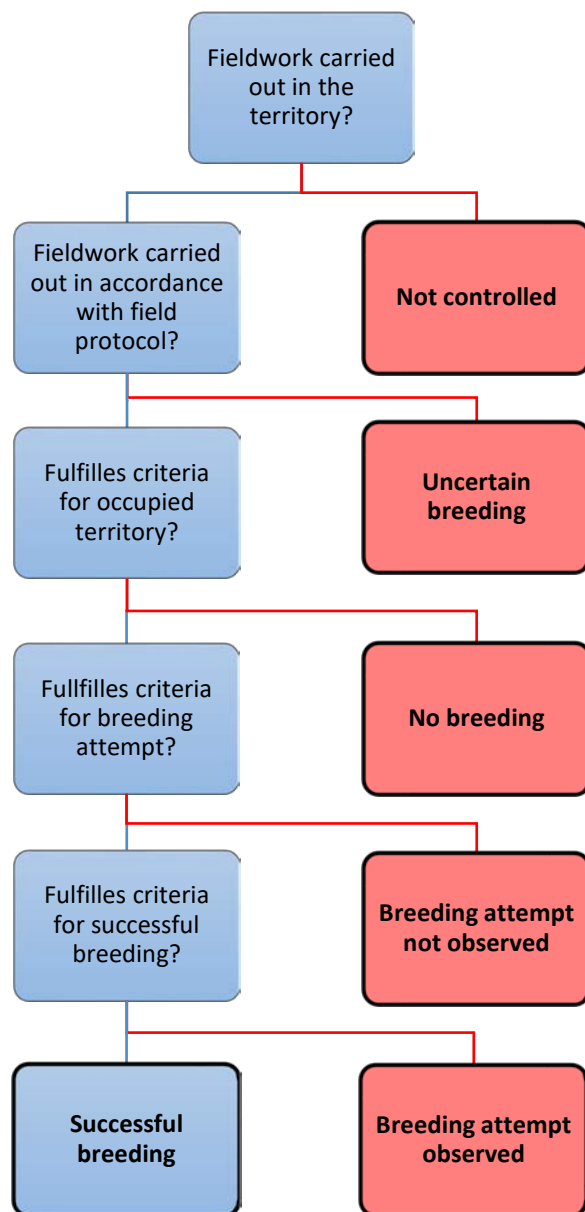 Fieldwork carried
out in the
territory?
Fieldwork carried
out in accordance
with field
protocol?
Not controlled
Fulfilles criteria
for occupied
territory?
Uncertain
breeding
Fullfilles criteria
for breeding
attempt?
No breeding
Fulfilles criteria
for successful
breeding?
Breeding attempt
not observed
Successful
breeding
Breeding attempt
observed